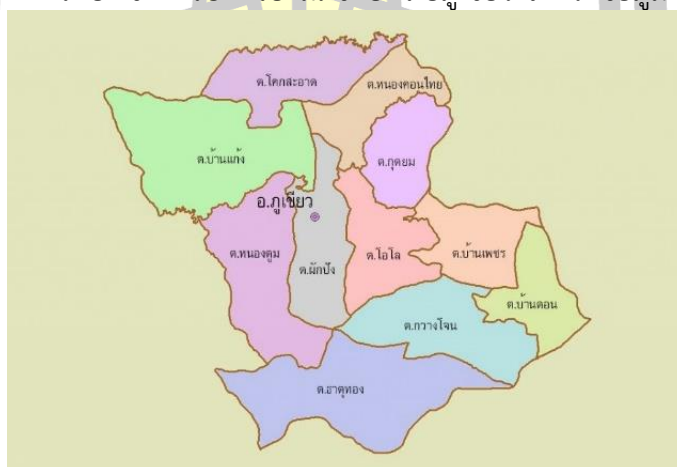 ต.โคกสะอาด
ต.หนองคอนไทย
ต.บ้านแก้ง
ต.กุดยม
อ.ภูเขียว
ต.หนองตูม
ต.ผักปัง
ต.โอโล
ต.บ้านเพชร
ต.บ้านดอน
ต.กวางโจน
ต.ธาตุทอง